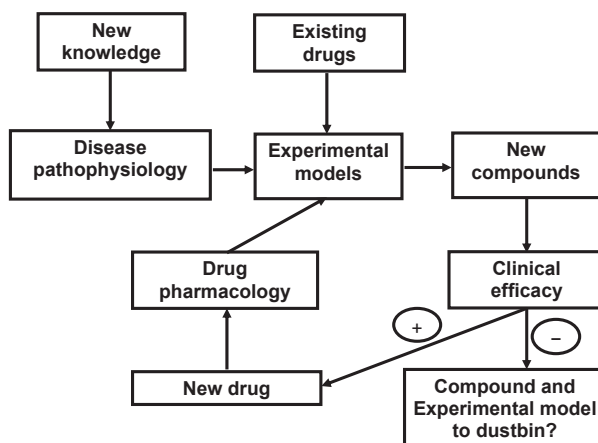 New
knowledge
Existing
drugs
Disease
pathophysiology
Experimental
models
New
compounds
Drug
pharmacology
Clinical
efficacy
+
–
New drug
Compound and
Experimental model
to dustbin?